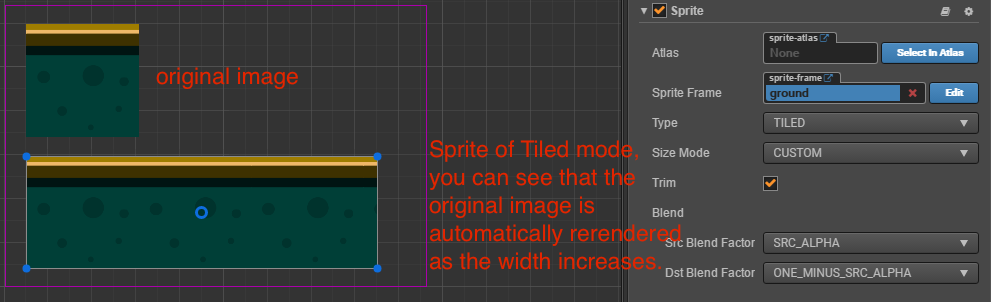 original image
Sprite of Tiled mode,
you can see that the
original image is
automatically rerendered
as the width increases.
Sprite
Atlas
sprite-atlas
None
Select In Atlas
Sprite Frame
sprite-frame
ground
Edit
Type
TILED
Size Mode
CUSTOM
Trim
Blend
Src Blend Factor
SRC_ALPHA
Dst Blend Factor
ONE_MINUS_SRC_ALPHA